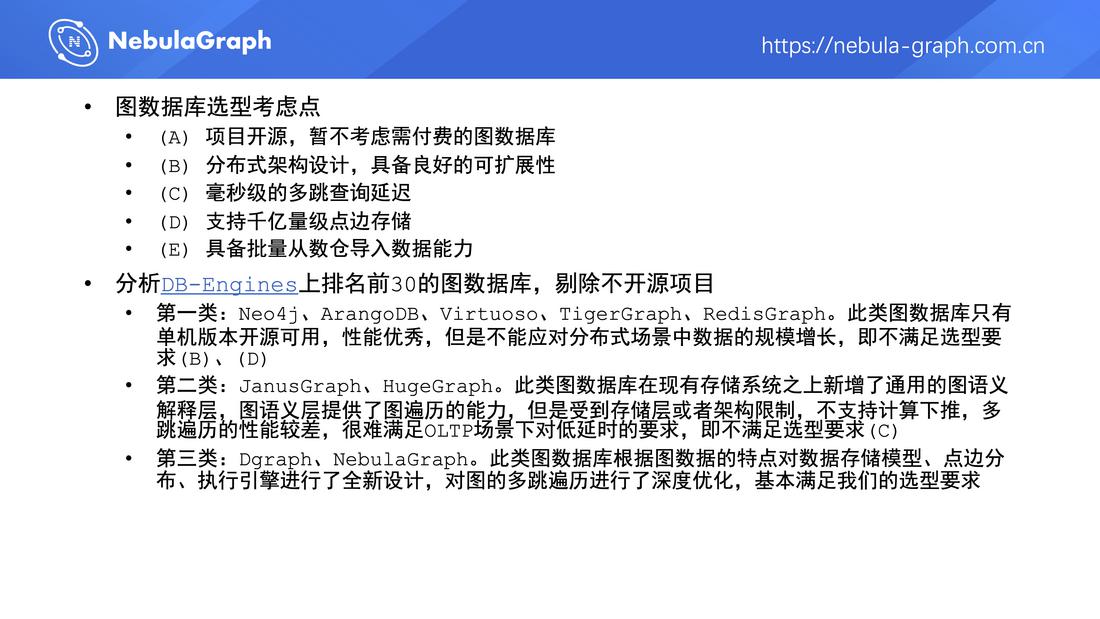 NebulaGraph
https://nebula-graph.com.cn
• 图数据库选型考虑点
• (A) 项目开源，暂不考虑需付费的图数据库
• (B) 分布式架构设计，具备良好的可扩展性
• (C) 毫秒级的多跳查询延迟
• (D) 支持千亿量级点边存储
• (E) 具备批量从数仓导入数据能力
• 分析DB-Engines上排名前30的图数据库，剔除不开源项目
• 第一类：Neo4j、ArangoDB、Virtuoso、TigerGraph、RedisGraph。此类图数据库只有
单机版本开源可用，性能优秀，但是不能应对分布式场景中数据的规模增长，即不满足选型要
求(B)、(D)
• 第二类：JanusGraph、HugeGraph。此类图数据库在现有存储系统之上新增了通用的图语义
解释层，图语义层提供了图遍历的能力，但是受到存储层或者架构限制，不支持计算下推，多
跳遍历的性能较差，很难满足OLTP场景下对低延时的要求，即不满足选型要求(C)
• 第三类：Dgraph、NebulaGraph。此类图数据库根据图数据的特点对数据存储模型、点边分
布、执行引擎进行了全新设计，对图的多跳遍历进行了深度优化，基本满足我们的选型要求